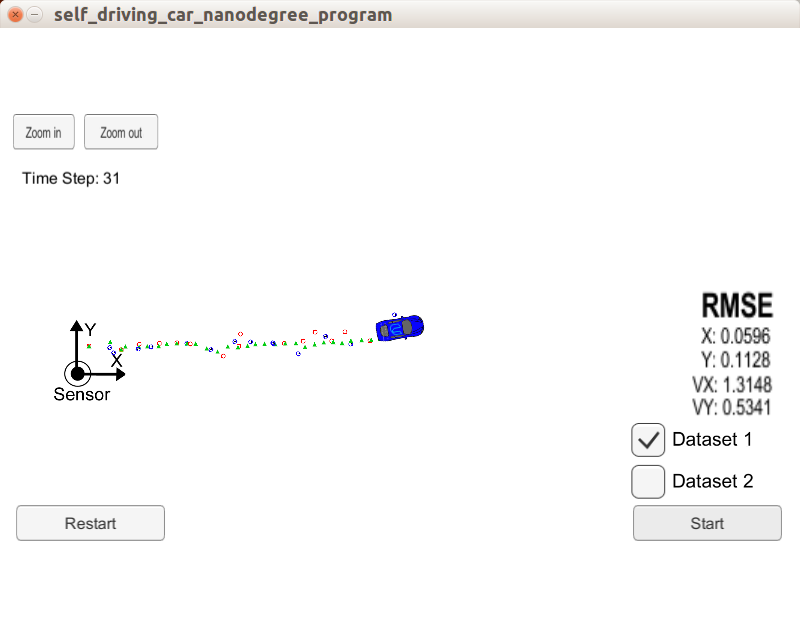 self_driving_car_nanodegree_program
Zoom in
Zoom out
Time Step: 31
Y
X
Sensor
RMSE
X: 0.0596
Y: 0.1128
VX: 1.3148
VY: 0.5341
Dataset 1
Dataset 2
Restart
Start